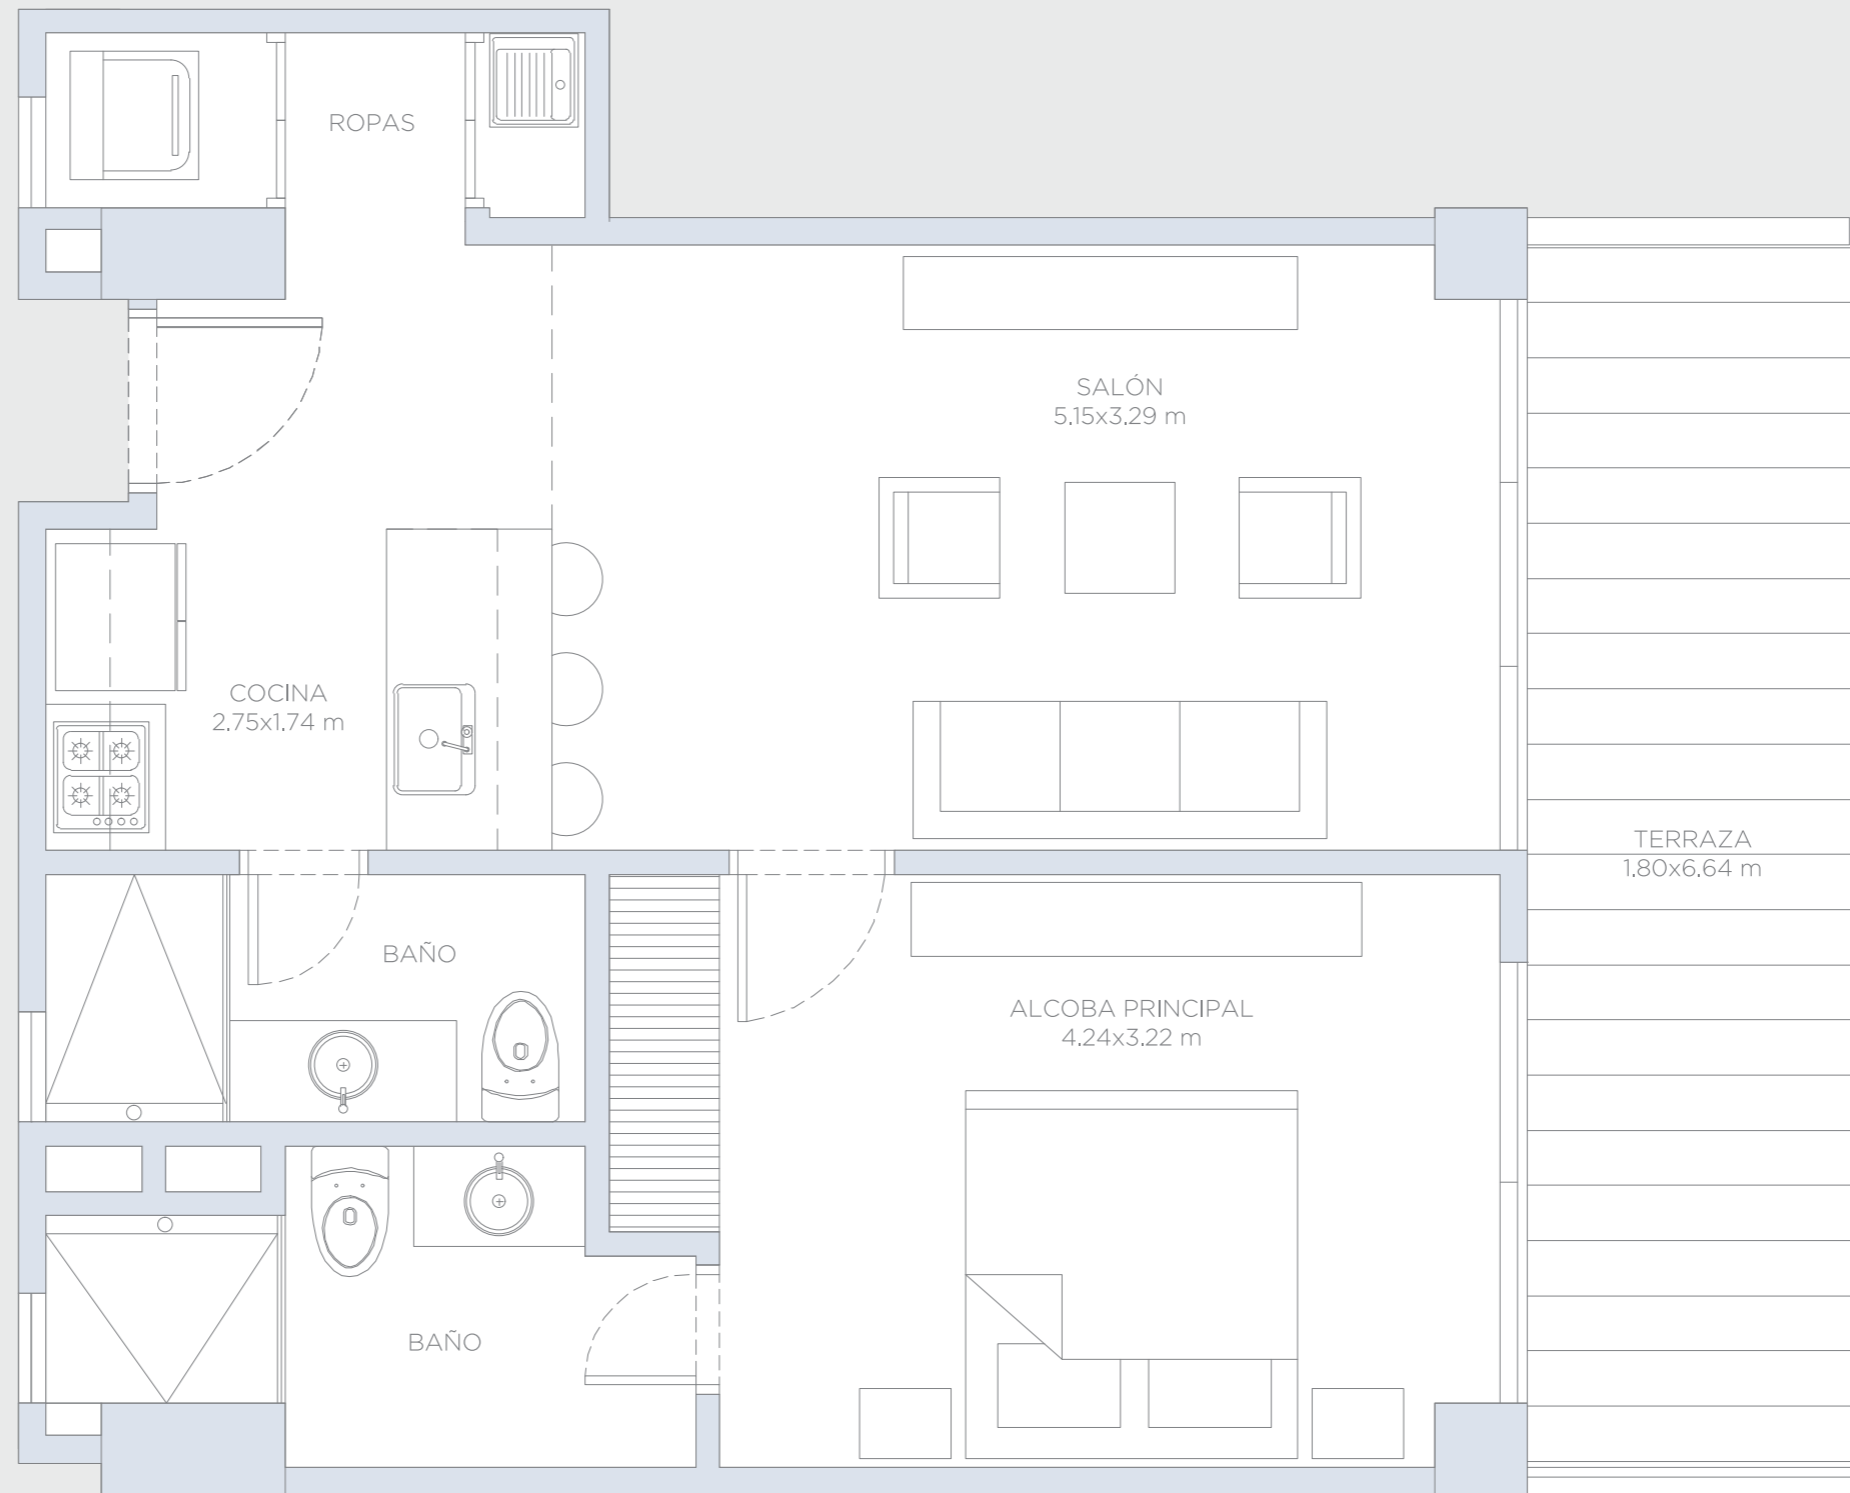 ROPAS
SALÓN
5.15x3.29 m
COCINA
2.75x1.74 m
TERRAZA
1.80x6.64 m
BAÑO
ALCOBA PRINCIPAL
4.24x3.22 m
BAÑO